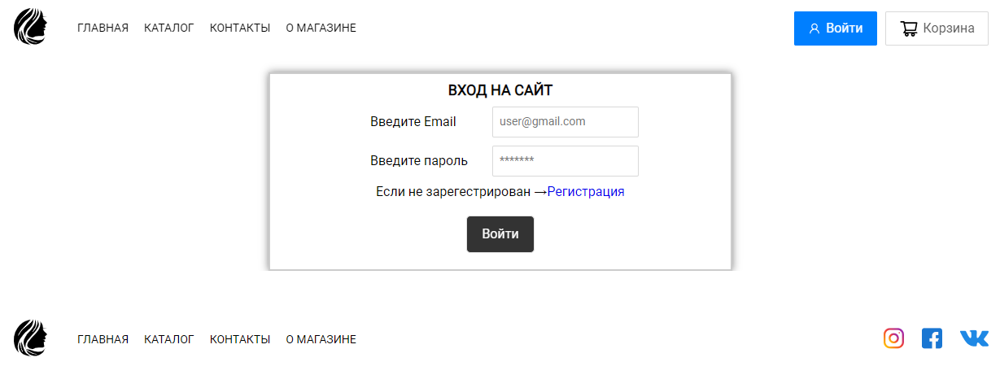 ГЛАВНАЯ КАТАЛОГ КОНТАКТЫ О МАГАЗИНЕ Войти Корзина
ВХОД НА САЙТ
Введите Email user@gmail.com
Введите пароль *******
Если не зарегестрирован →Регистрация
Войти
ГЛАВНАЯ КАТАЛОГ КОНТАКТЫ О МАГАЗИНЕ